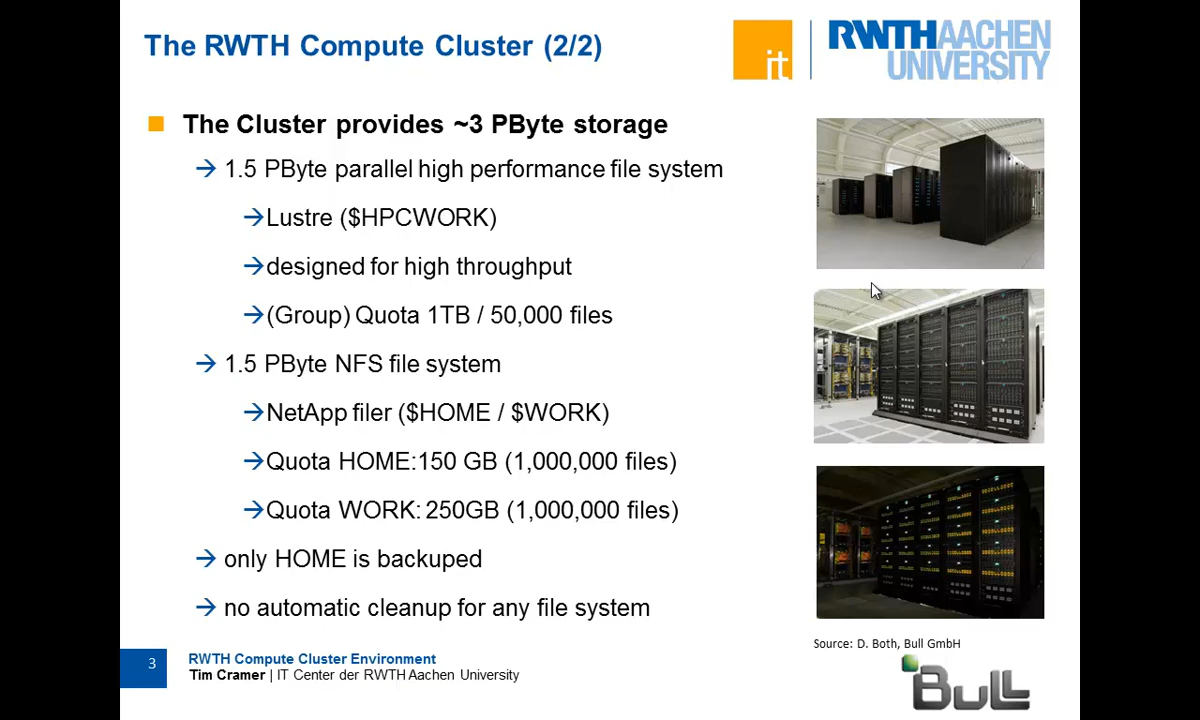 The RWTH Compute Cluster (2/2)
it
RWTHAACHEN
UNIVERSITY
The Cluster provides ~3 PByte storage
→ 1.5 PByte parallel high performance file system
→Lustre ($HPCWORK)
→designed for high throughput
→(Group) Quota 1TB / 50,000 files
→ 1.5 PByte NFS file system
→NetApp filer ($HOME / $WORK)
→Quota HOME:150 GB (1,000,000 files)
→Quota WORK: 250GB (1,000,000 files)
→ only HOME is backuped
→ no automatic cleanup for any file system
Source: D. Both, Bull GmbH
Bull
3
RWTH Compute Cluster Environment
Tim Cramer | IT Center der RWTH Aachen University